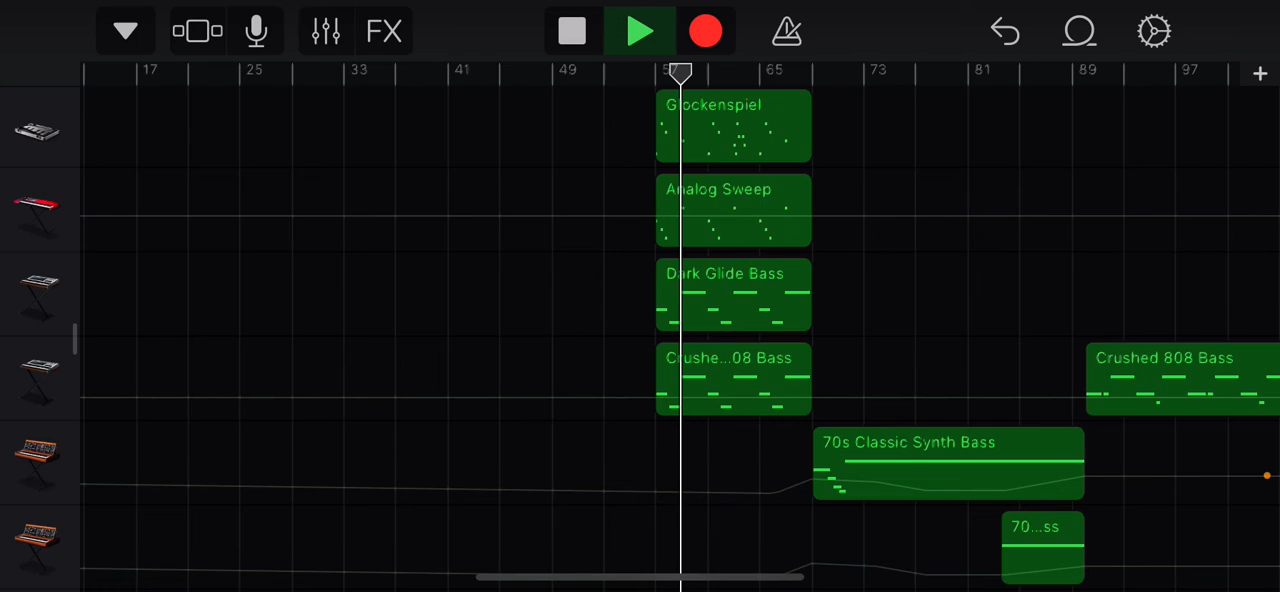 FX
17 25 33 41 49 57 65 73 81 89 97
Glockenspiel
Analog Sweep
Dark Glide Bass
Crushe...08 Bass
Crushed 808 Bass
70s Classic Synth Bass
70...ss